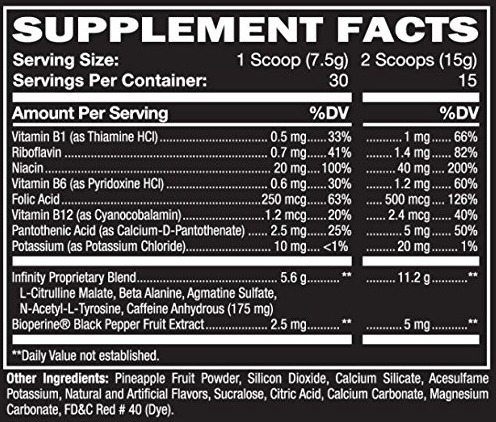 SUPPLEMENT FACTS
Serving Size: 1 Scoop (7.5g) 2 Scoops (15g)
Servings Per Container: 30 15
Amount Per Serving %DV %DV
Vitamin B1 (as Thiamine HCl) 0.5 mg 33% 1 mg 66%
Riboflavin 0.7 mg 41% 1.4 mg 82%
Niacin 20 mg 100% 40 mg 200%
Vitamin B6 (as Pyridoxine HCl) 0.6 mg 30% 1.2 mg 60%
Folic Acid 250 mcg 63% 500 mcg 126%
Vitamin B12 (as Cyanocobalamin) 1.2 mcg 20% 2.4 mcg 40%
Pantothenic Acid (as Calcium-D-Pantothenate) 2.5 mg 25% 5 mg 50%
Potassium (as Potassium Chloride) 10 mg <1% 20 mg 1%
Infinity Proprietary Blend 5.6 g ** 11.2 g **
L-Citrulline Malate, Beta Alanine, Agmatine Sulfate,
N-Acetyl-L-Tyrosine, Caffeine Anhydrous (175 mg)
Bioperine® Black Pepper Fruit Extract 2.5 mg ** 5 mg **
**Daily Value not established.
Other Ingredients: Pineapple Fruit Powder, Silicon Dioxide, Calcium Silicate, Acesulfame
Potassium, Natural and Artificial Flavors, Sucralose, Citric Acid, Calcium Carbonate, Magnesium
Carbonate, FD&C Red # 40 (Dye).